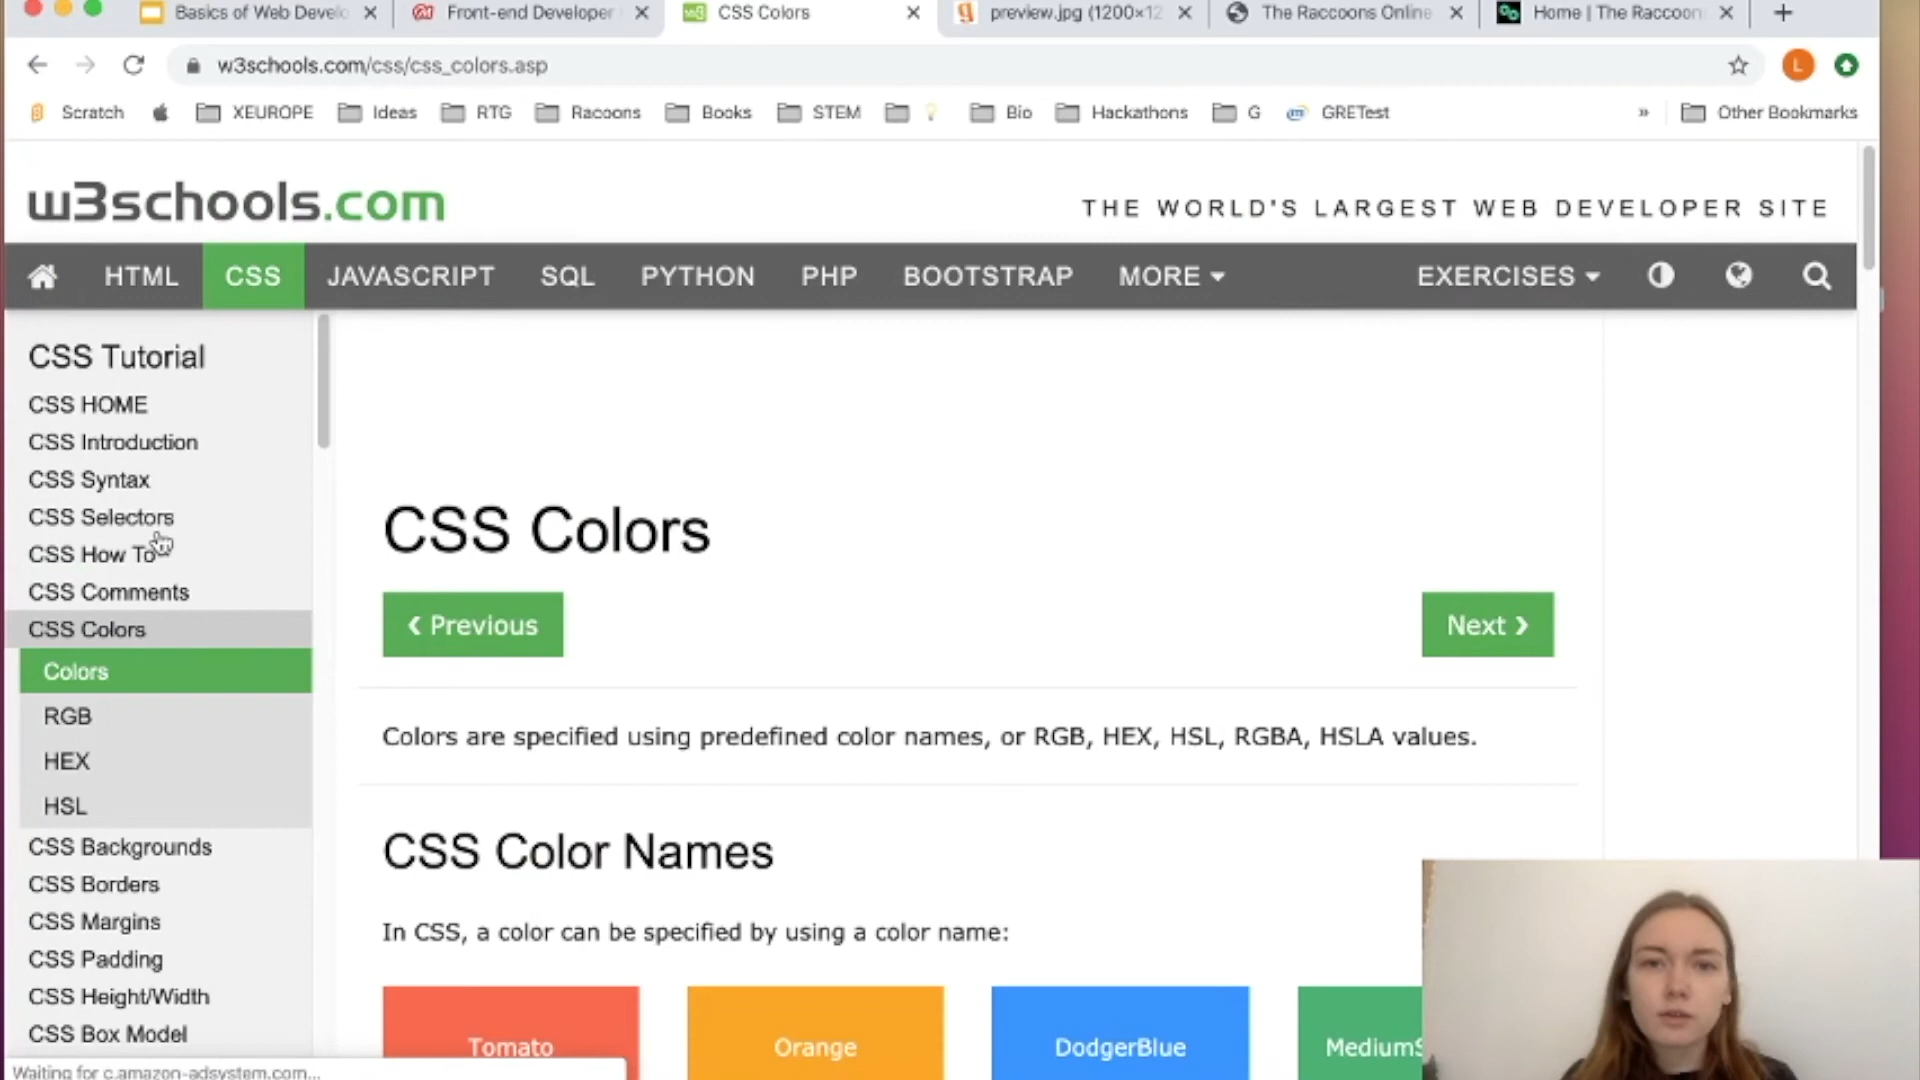 Basics of Web Develo
Front-end Developer
CSS Colors
preview.jpg (1200×12
The Raccoons Online
Home | The Raccoon
w3schools.com/css/css_colors.asp
L
Scratch
XEUROPE
Ideas
RTG
Racoons
Books
STEM
Bio
Hackathons
G
GRETest
»
Other Bookmarks
w3schools.com
THE WORLD'S LARGEST WEB DEVELOPER SITE
HTML
CSS
JAVASCRIPT
SQL
PYTHON
PHP
BOOTSTRAP
MORE
EXERCISES
CSS Tutorial
CSS HOME
CSS Introduction
CSS Syntax
CSS Selectors
CSS How To
CSS Comments
CSS Colors
Colors
RGB
HEX
HSL
CSS Backgrounds
CSS Borders
CSS Margins
CSS Padding
CSS Height/Width
CSS Box Model
CSS Colors
❮ Previous
Next ❯
Colors are specified using predefined color names, or RGB, HEX, HSL, RGBA, HSLA values.
CSS Color Names
In CSS, a color can be specified by using a color name:
Tomato
Orange
DodgerBlue
MediumS
Waiting for c.amazon-adsystem.com...